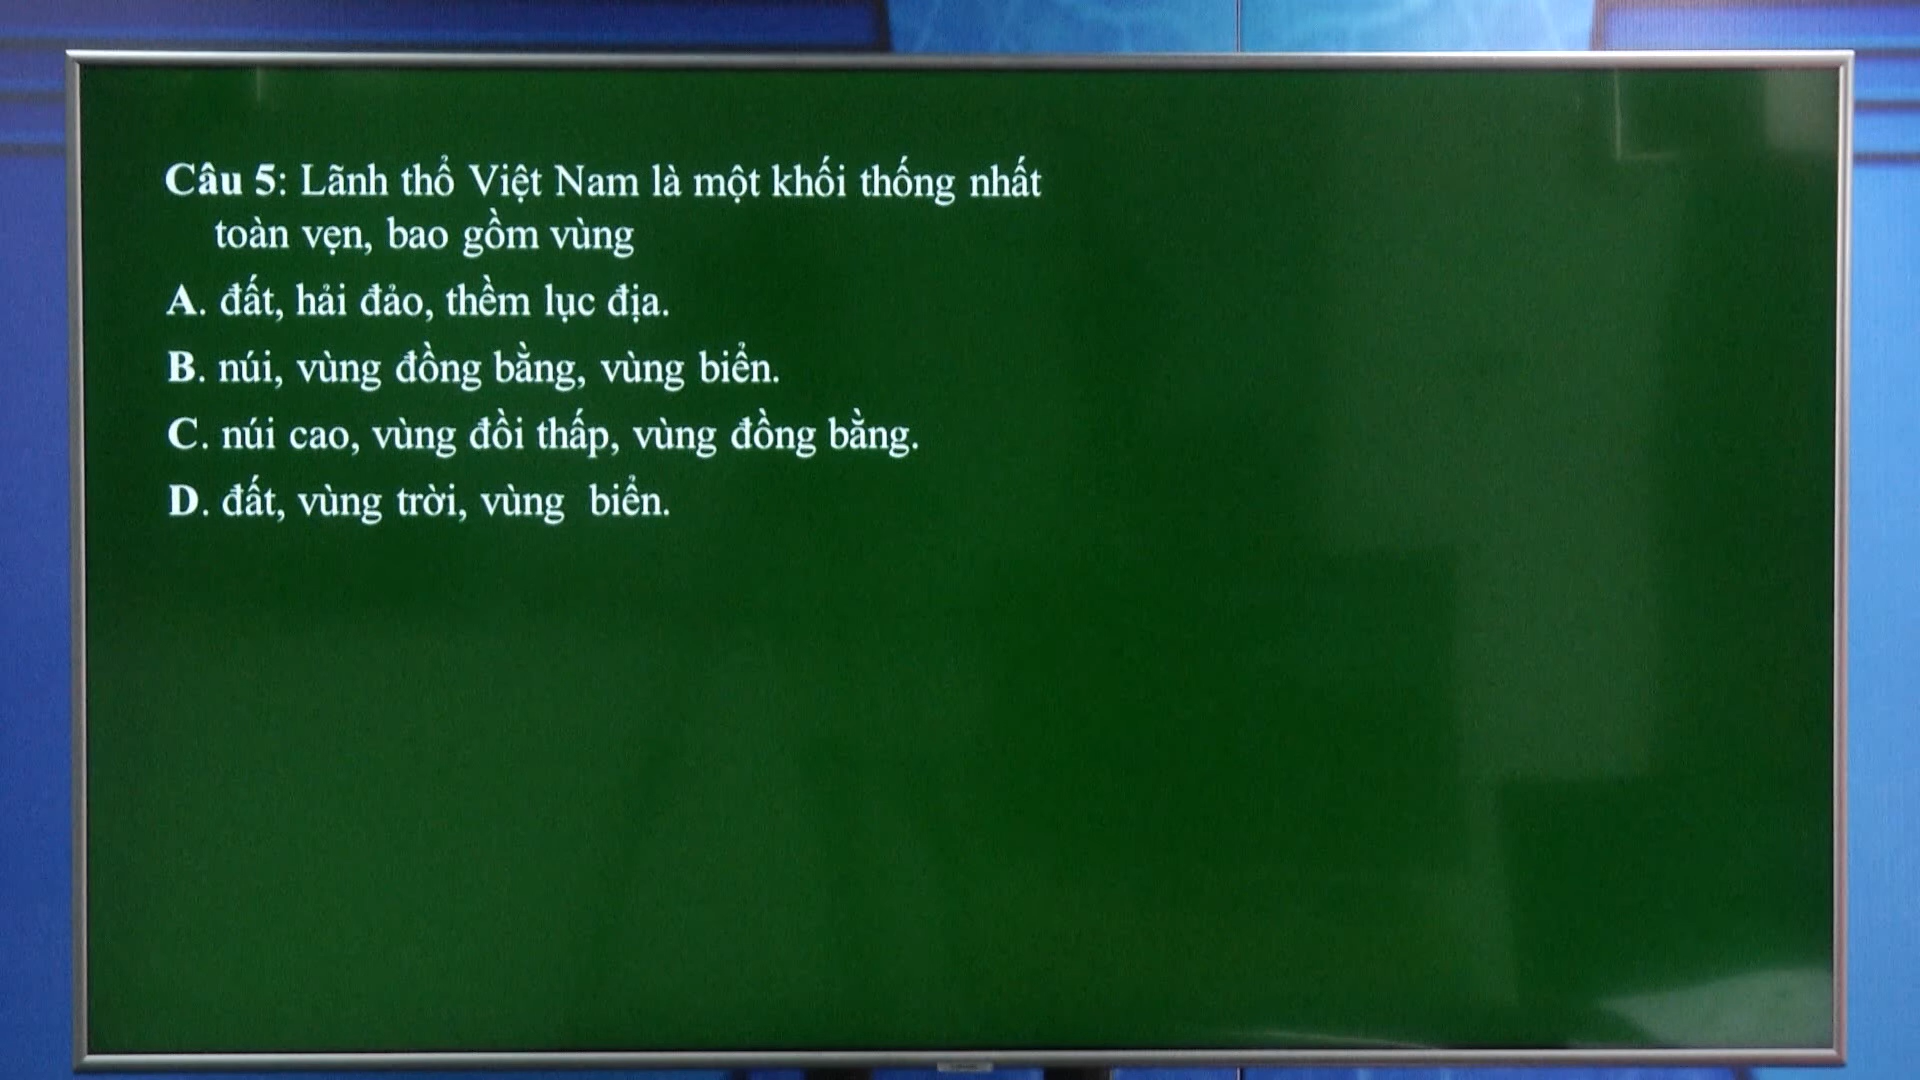 Câu 5: Lãnh thổ Việt Nam là một khối thống nhất
toàn vẹn, bao gồm vùng
A. đất, hải đảo, thềm lục địa.
B. núi, vùng đồng bằng, vùng biển.
C. núi cao, vùng đồi thấp, vùng đồng bằng.
D. đất, vùng trời, vùng biển.